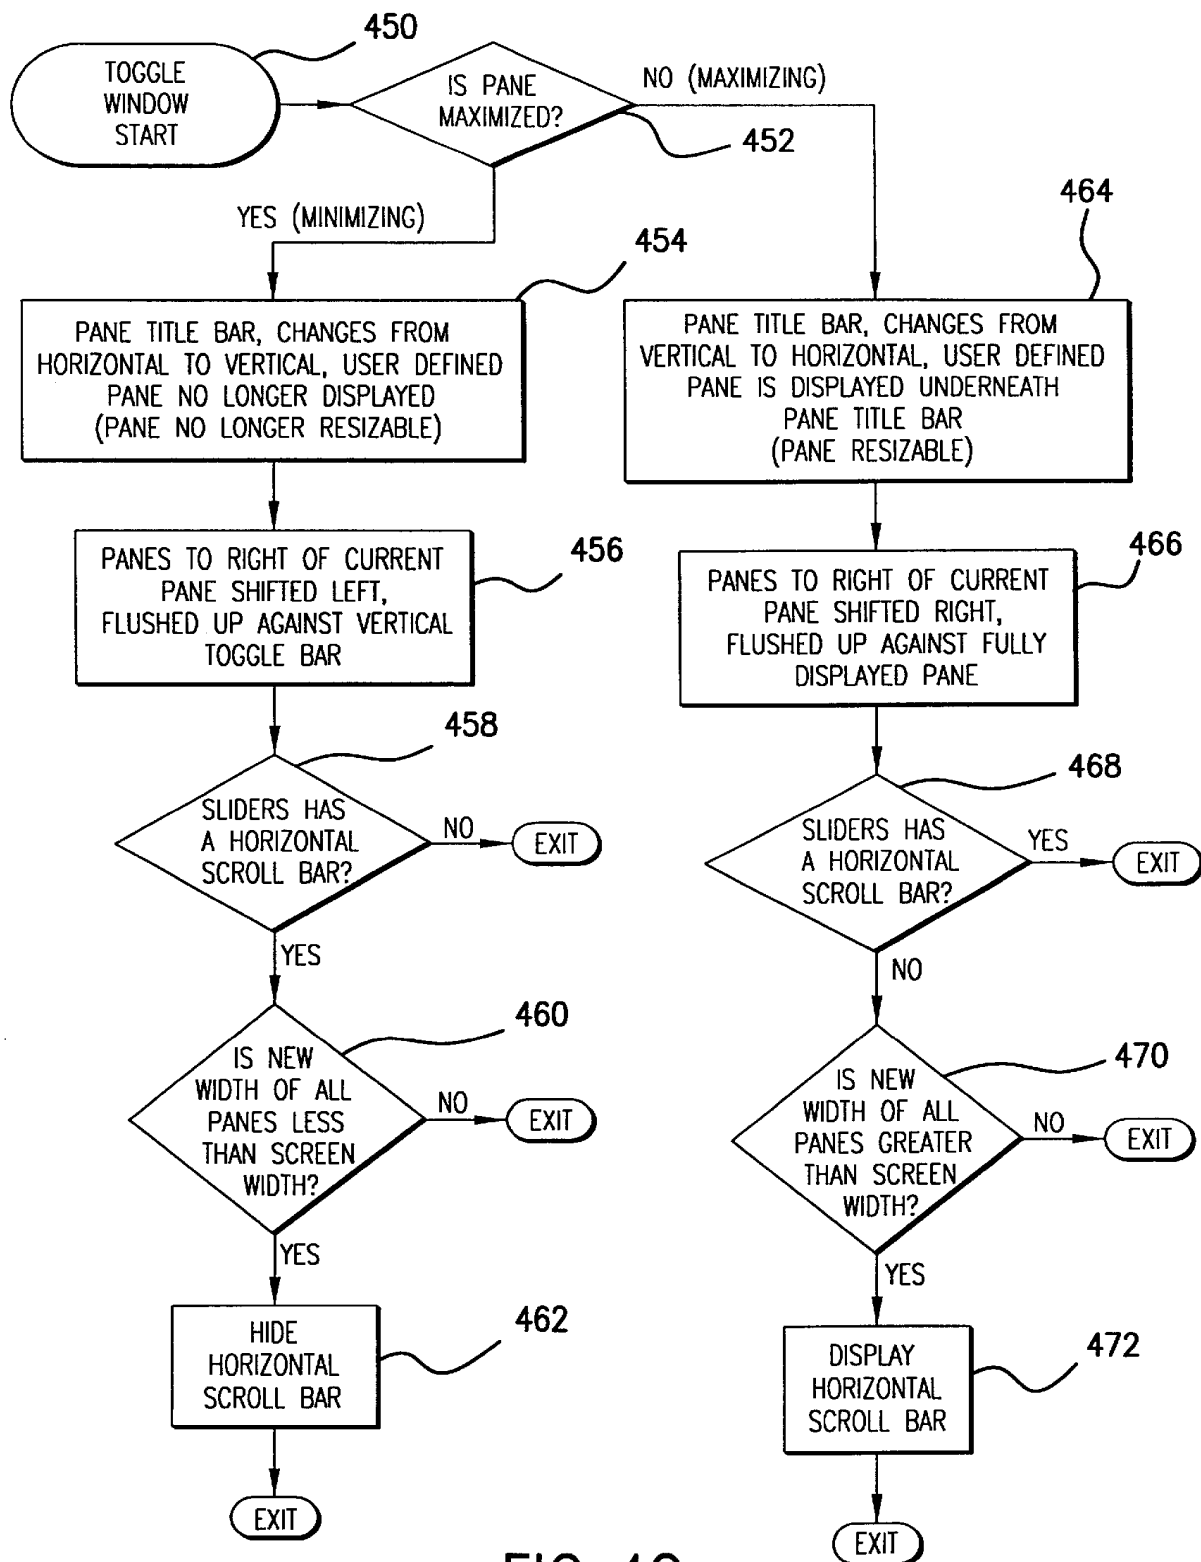 450
TOGGLE
WINDOW
START
IS PANE
MAXIMIZED?
NO (MAXIMIZING)
452
YES (MINIMIZING)
454
PANE TITLE BAR, CHANGES FROM
HORIZONTAL TO VERTICAL, USER DEFINED
PANE NO LONGER DISPLAYED
(PANE NO LONGER RESIZABLE)
456
PANES TO RIGHT OF CURRENT
PANE SHIFTED LEFT,
FLUSHED UP AGAINST VERTICAL
TOGGLE BAR
458
SLIDERS HAS
A HORIZONTAL
SCROLL BAR?
NO
EXIT
YES
460
IS NEW
WIDTH OF ALL
PANES LESS
THAN SCREEN
WIDTH?
NO
EXIT
YES
462
HIDE
HORIZONTAL
SCROLL BAR
EXIT
464
PANE TITLE BAR, CHANGES FROM
VERTICAL TO HORIZONTAL, USER DEFINED
PANE IS DISPLAYED UNDERNEATH
PANE TITLE BAR
(PANE RESIZABLE)
466
PANES TO RIGHT OF CURRENT
PANE SHIFTED RIGHT,
FLUSHED UP AGAINST FULLY
DISPLAYED PANE
468
SLIDERS HAS
A HORIZONTAL
SCROLL BAR?
YES
EXIT
NO
470
IS NEW
WIDTH OF ALL
PANES GREATER
THAN SCREEN
WIDTH?
NO
EXIT
YES
472
DISPLAY
HORIZONTAL
SCROLL BAR
EXIT